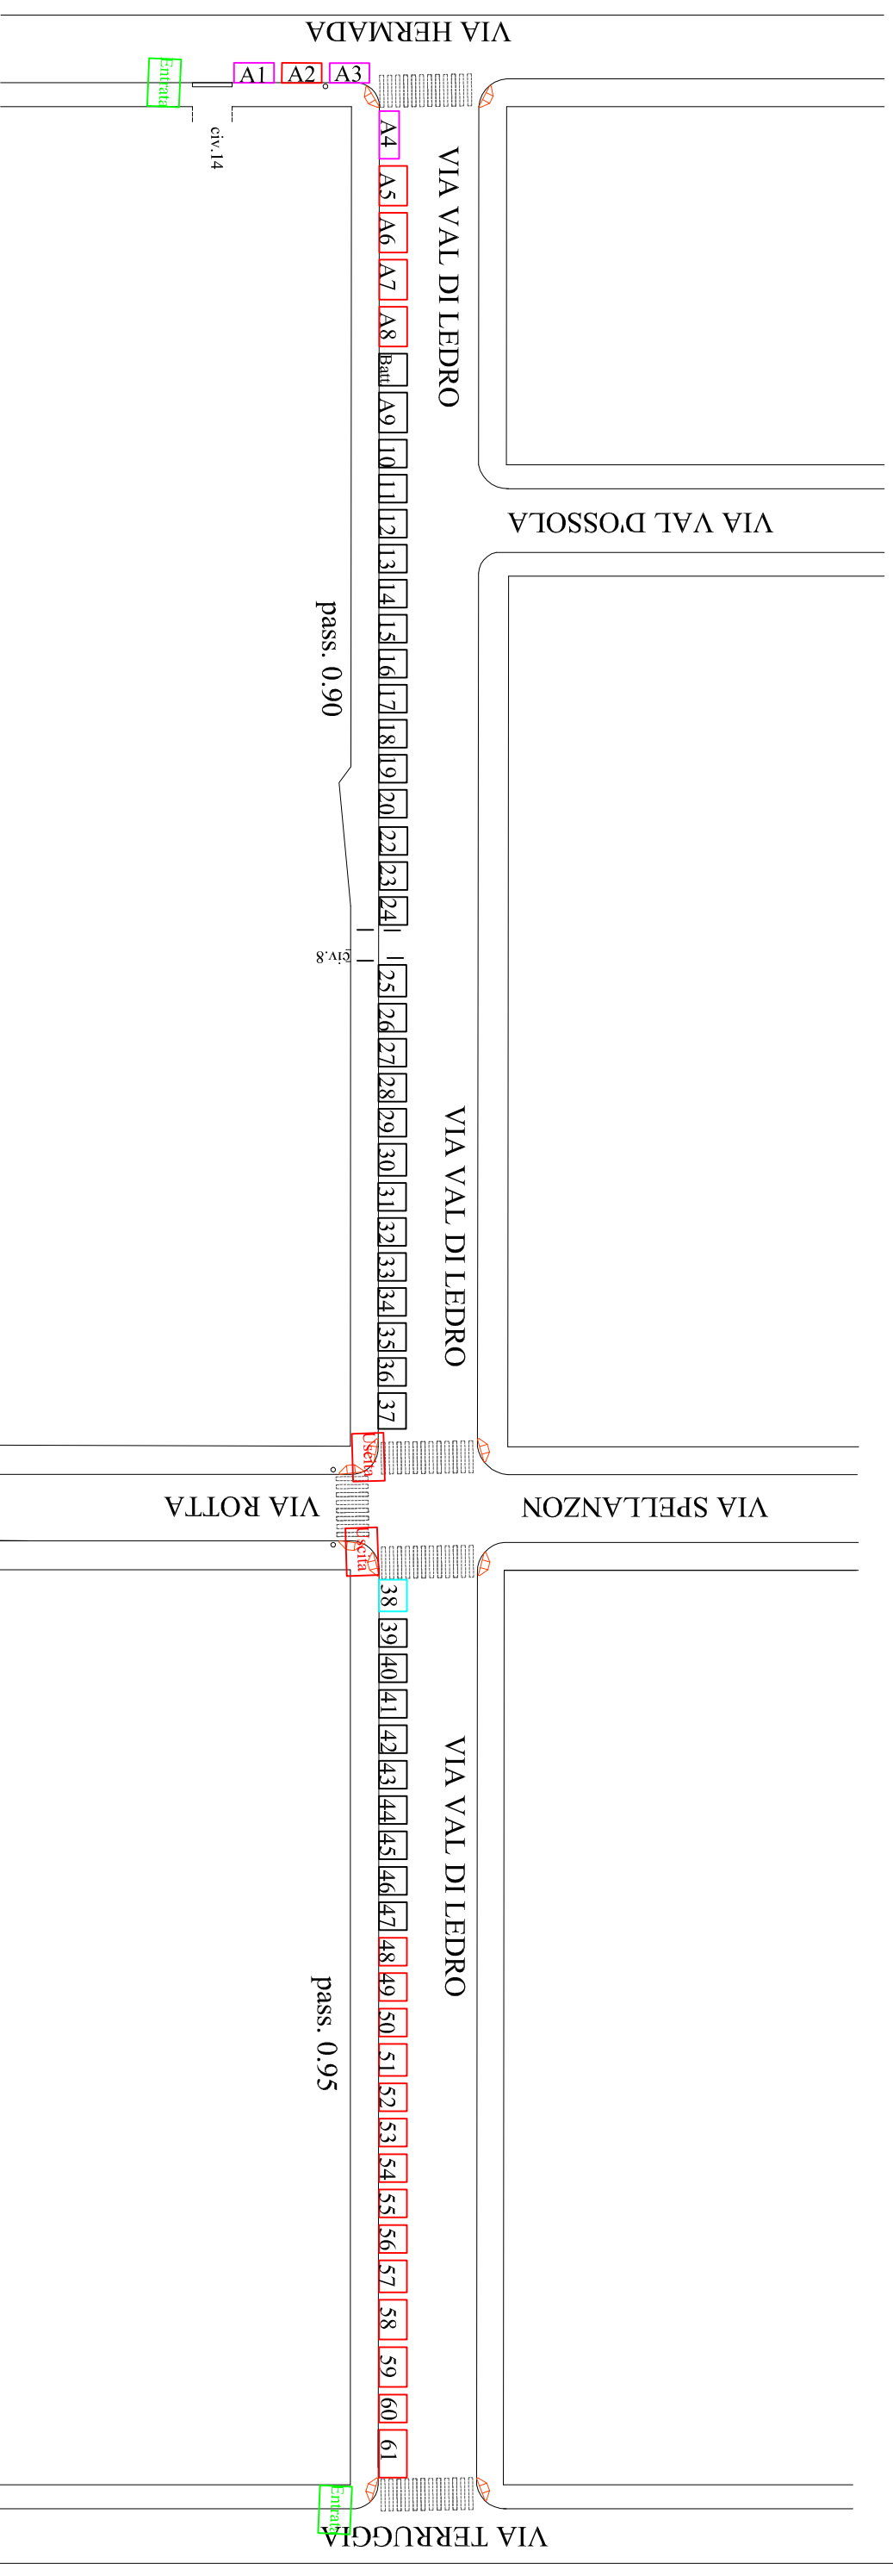 VIA HERMADA
Entrata
A1
A2
A3
civ.14
A4
VIA VAL DI LEDRO
A5
A6
A7
A8
Batt
A9
10
11
VIA VAL D'OSSOLA
12
13
14
15
pass. 0.90
16
17
18
19
20
22
23
24
civ.8
25
26
27
28
29
VIA VAL DI LEDRO
30
31
32
33
34
35
36
37
Uscita
VIA ROTTA
VIA SPELLANZON
Uscita
38
39
40
41
42
VIA VAL DI LEDRO
43
44
45
46
47
48
49
50
pass. 0.95
51
52
53
54
55
56
57
58
59
60
61
Entrata
VIA TERRUGGIA